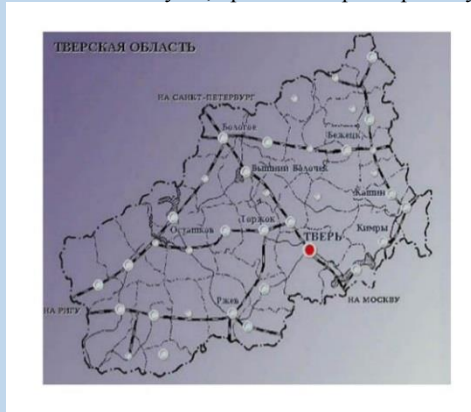 ТВЕРСКАЯ ОБЛАСТЬ
НА САНКТ-ПЕТЕРБУРГ
Бологое
Бежецк
Вышний Волочек
Кашин
Осташков
Торжок
ТВЕРЬ
Кимры
Ржев
НА РИГУ
НА МОСКВУ